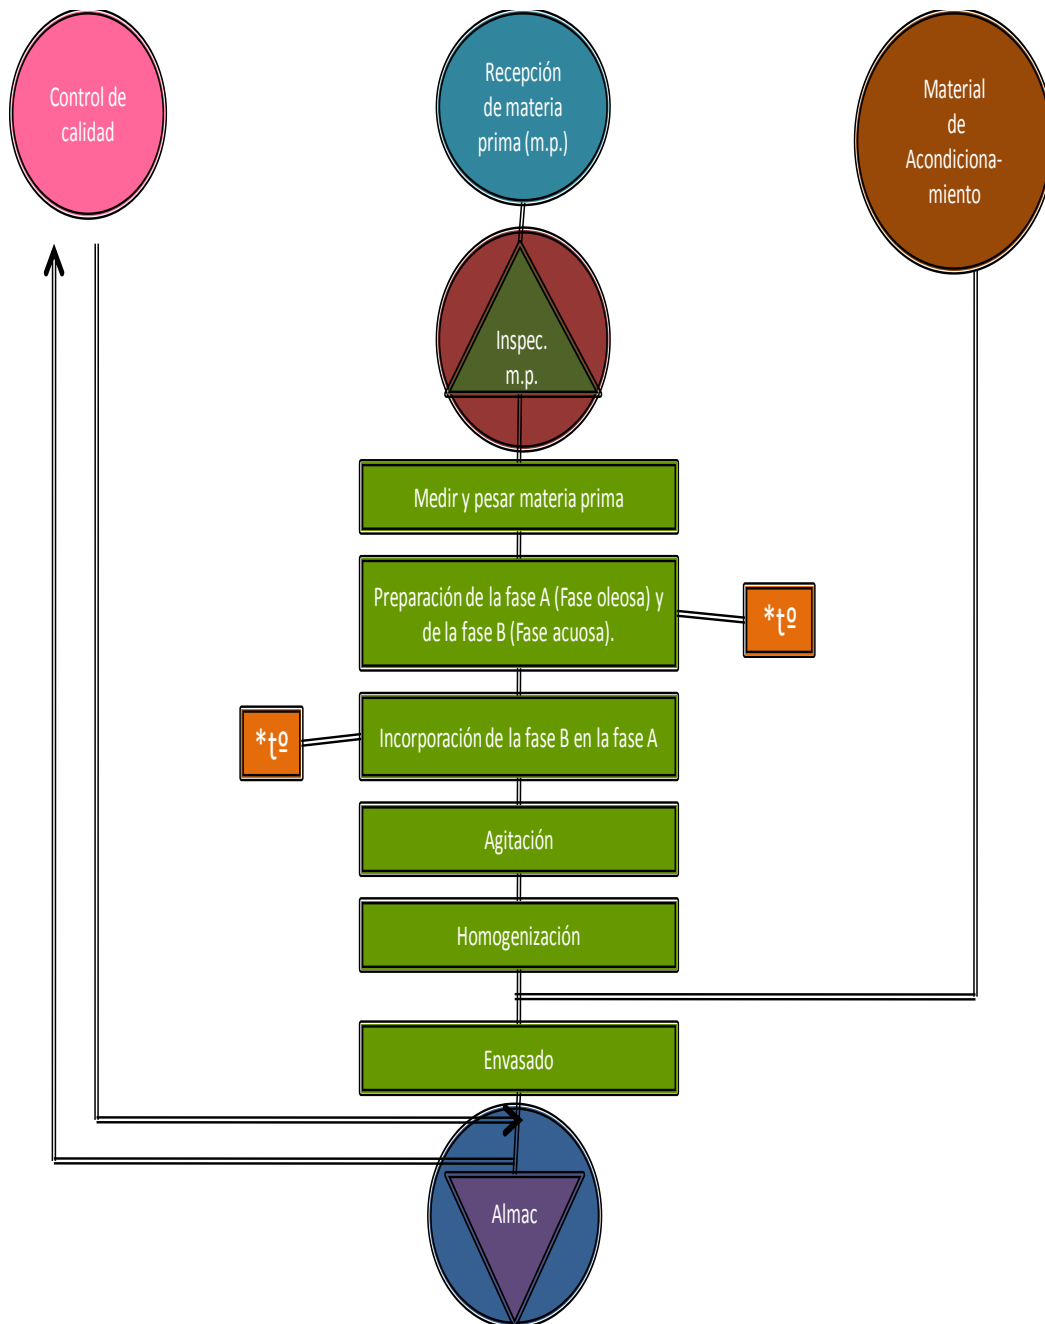 Control de
calidad
Recepción
de materia
prima (m.p.)
Material
de
Acondiciona-
miento
Inspec.
m.p.
Medir y pesar materia prima
Preparación de la fase A (Fase oleosa) y
de la fase B (Fase acuosa).
*tº
Incorporación de la fase B en la fase A
*tº
Agitación
Homogenización
Envasado
Almac